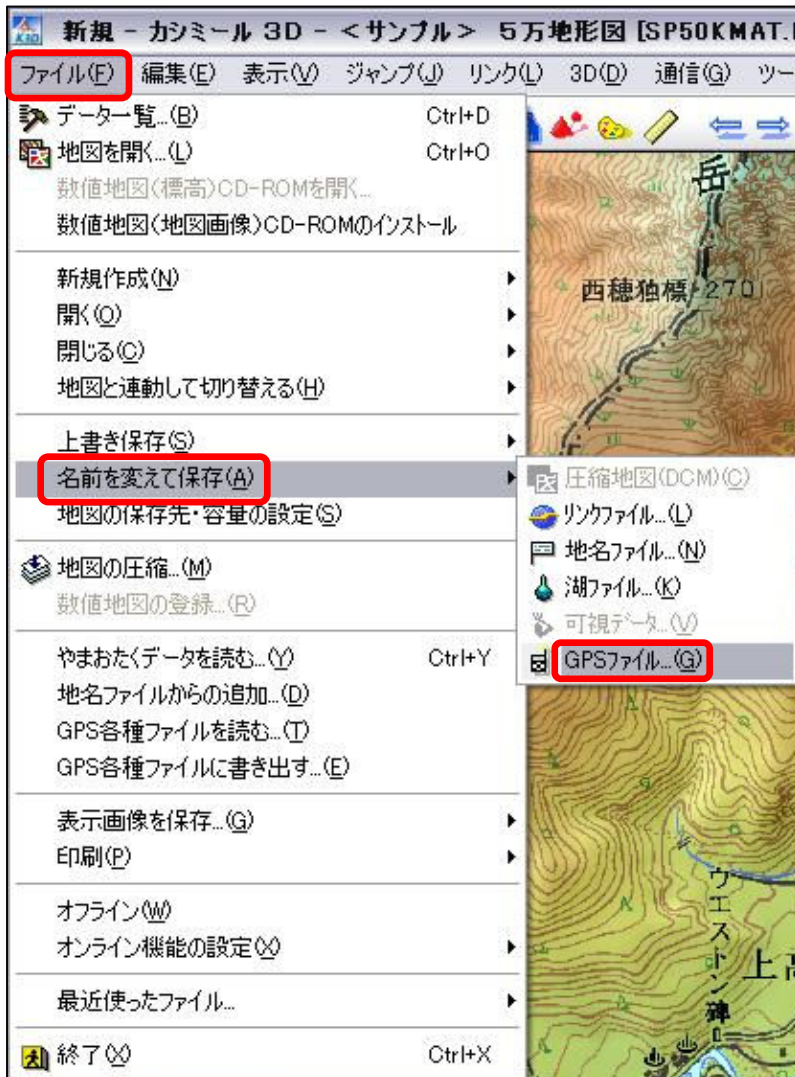 新規 - カシミール 3D - <サンプル> 5万地形図 [SP50KMAT.
ファイル(F) 編集(E) 表示(V) ジャンプ(J) リンク(L) 3D(D) 通信(G) ツー
データ一覧...(B) Ctrl+D
地図を開く...(L) Ctrl+O
数値地図(標高)CD-ROMを開く...
数値地図(地図画像)CD-ROMのインストール
新規作成(N)
開く(O)
閉じる(C)
地図と連動して切り替える(H)
上書き保存(S)
名前を変えて保存(A)
地図の保存先・容量の設定(S)
地図の圧縮...(M)
数値地図の登録...(R)
やまおたくデータを読む...(Y) Ctrl+Y
地名ファイルからの追加...(D)
GPS各種ファイルを読む...(T)
GPS各種ファイルに書き出す...(E)
表示画像を保存...(G)
印刷(P)
オフライン(W)
オンライン機能の設定(X)
最近使ったファイル...
終了(X) Ctrl+X
圧縮地図(DCM)(C)
リンクファイル...(L)
地名ファイル...(N)
湖ファイル...(K)
可視データ...(V)
GPSファイル...(G)
岳
西穂独標 2701
ウエストン碑
上高